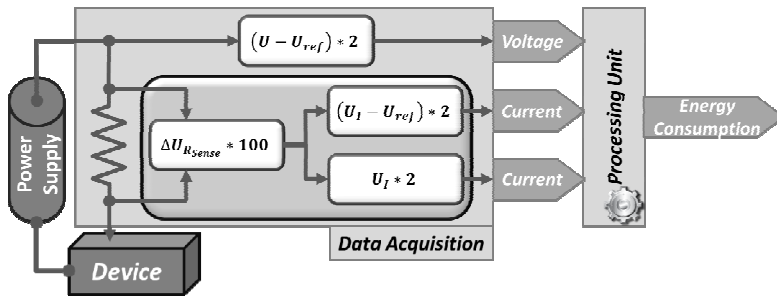 (U − U_ref) * 2
Voltage
Power
Supply
ΔU_R_Sense * 100
(U_I − U_ref) * 2
Current
U_I * 2
Current
Processing Unit
Energy
Consumption
Data Acquisition
Device